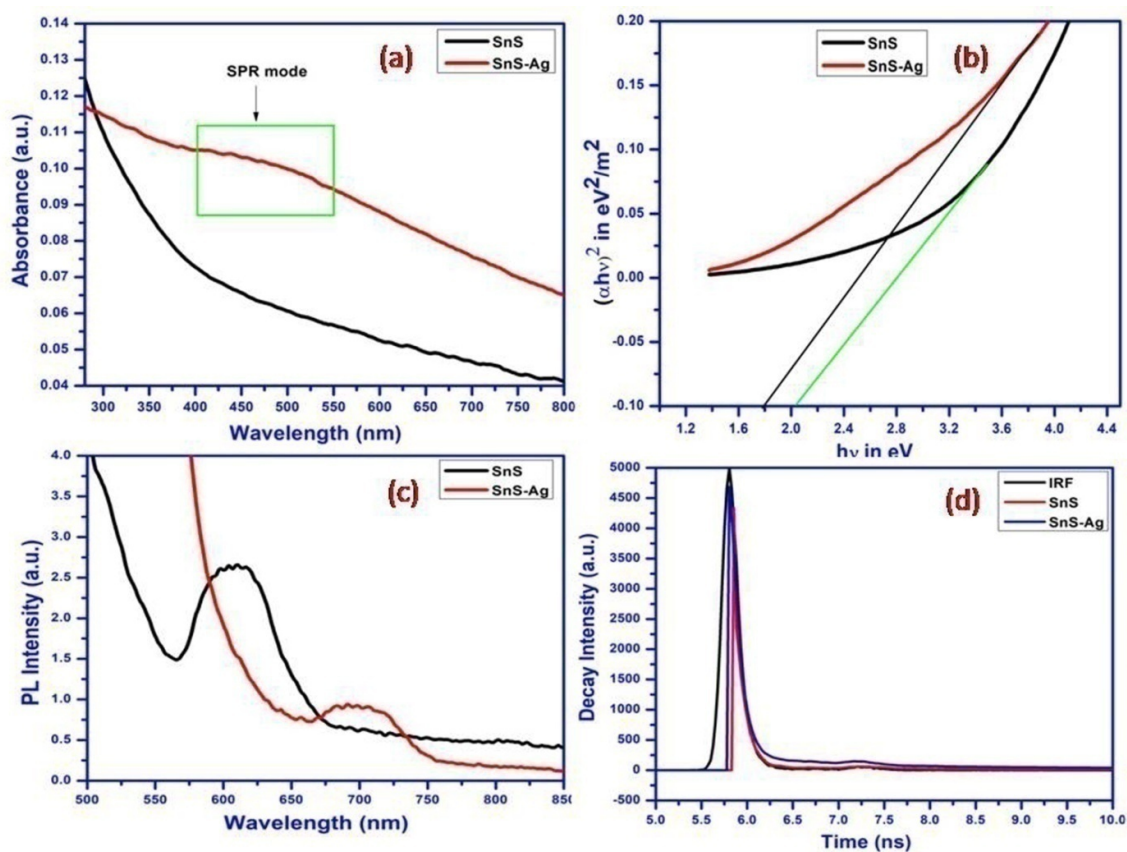 0.14
0.13
0.12
0.11
0.10
0.09
0.08
0.07
0.06
0.05
0.04
Absorbance (a.u.)
SPR mode
(a)
SnS
SnS-Ag
300 350 400 450 500 550 600 650 700 750 800
Wavelength (nm)
0.20
0.15
0.10
0.05
0.00
-0.05
-0.10
(αhν)² in eV²/m²
SnS
SnS-Ag
(b)
1.2 1.6 2.0 2.4 2.8 3.2 3.6 4.0 4.4
hν in eV
4.0
3.5
3.0
2.5
2.0
1.5
1.0
0.5
0.0
PL Intensity (a.u.)
(c)
SnS
SnS-Ag
500 550 600 650 700 750 800 850
Wavelength (nm)
5000
4500
4000
3500
3000
2500
2000
1500
1000
500
0
-500
Decay Intensity (a.u.)
(d)
IRF
SnS
SnS-Ag
5.0 5.5 6.0 6.5 7.0 7.5 8.0 8.5 9.0 9.5 10.0
Time (ns)